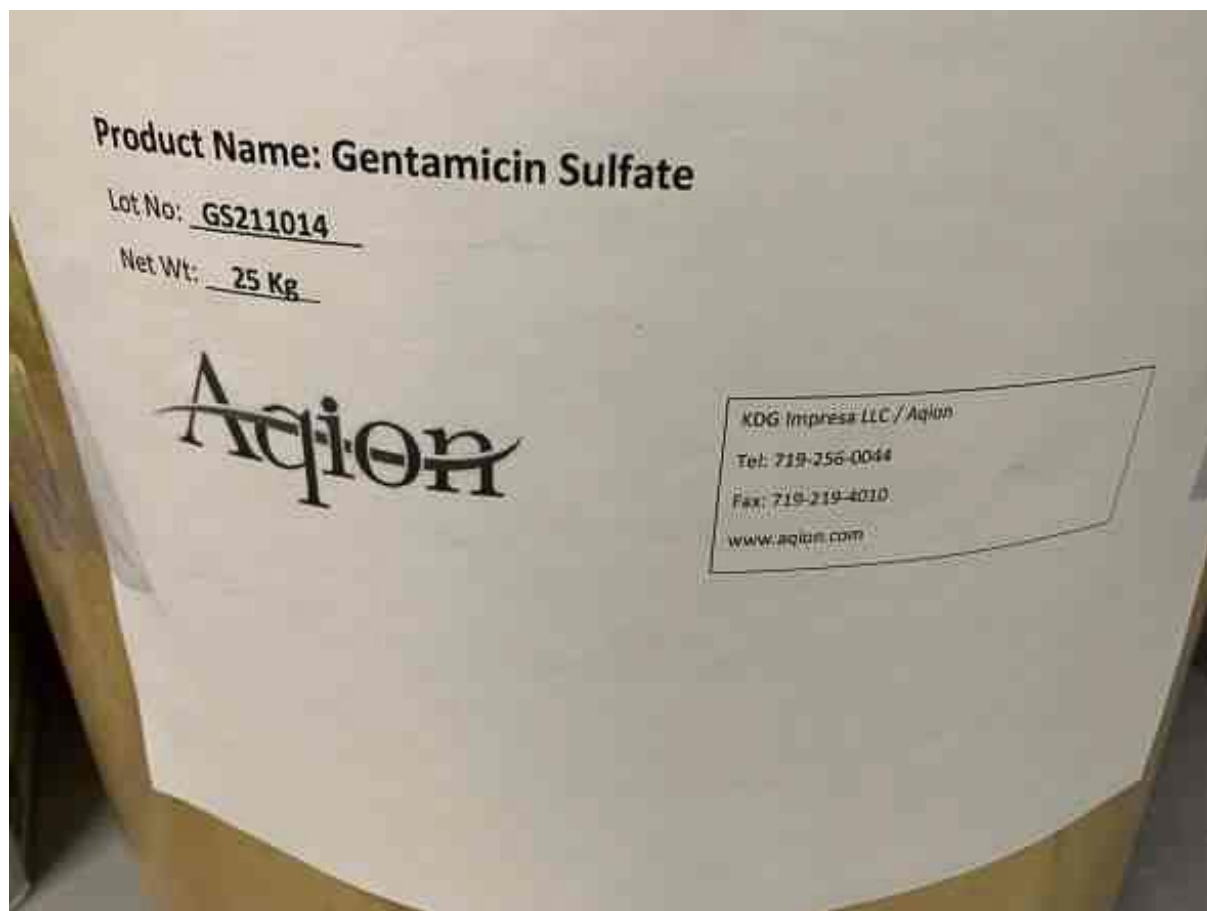 Product Name: Gentamicin Sulfate
Lot No: GS211014
Net Wt: 25 Kg
Aqion
KDG Impresa LLC / Aqion
Tel: 719-256-0044
Fax: 719-219-4010
www.aqion.com